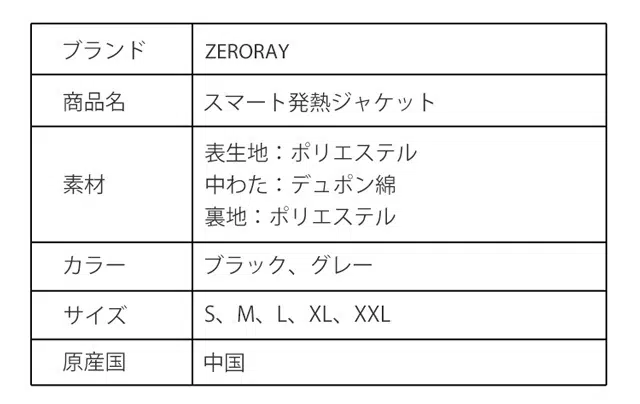 ブランド ZERORAY
商品名 スマート発熱ジャケット
素材 表生地：ポリエステル
中わた：デュポン綿
裏地：ポリエステル
カラー ブラック、グレー
サイズ S、M、L、XL、XXL
原産国 中国